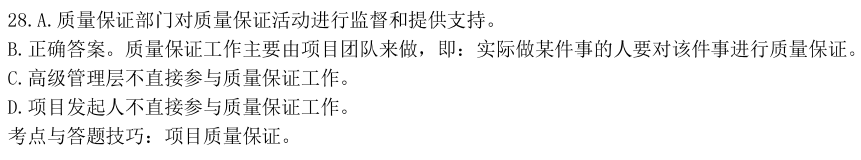 28.A.质量保证部门对质量保证活动进行监督和提供支持。
B.正确答案。质量保证工作主要由项目团队来做，即：实际做某件事的人要对该件事进行质量保证。
C.高级管理层不直接参与质量保证工作。
D.项目发起人不直接参与质量保证工作。
考点与答题技巧：项目质量保证。